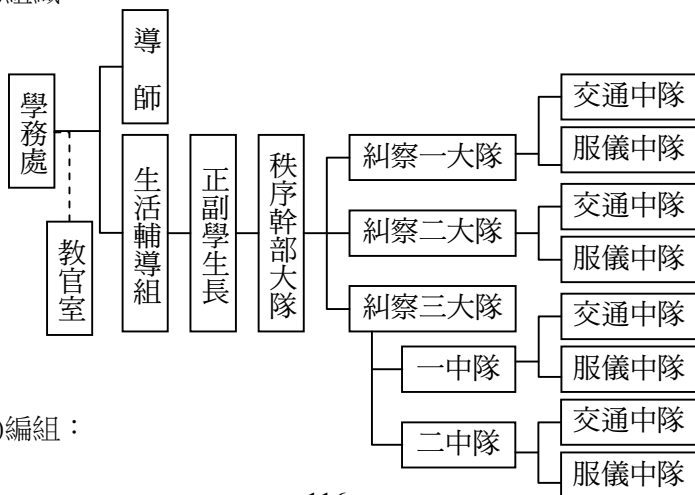 學務處
教官室
導師
生活輔導組
正副學生長
秩序幹部大隊
糾察一大隊
交通中隊
服儀中隊
糾察二大隊
交通中隊
服儀中隊
糾察三大隊
一中隊
交通中隊
服儀中隊
二中隊
交通中隊
服儀中隊
)編組：